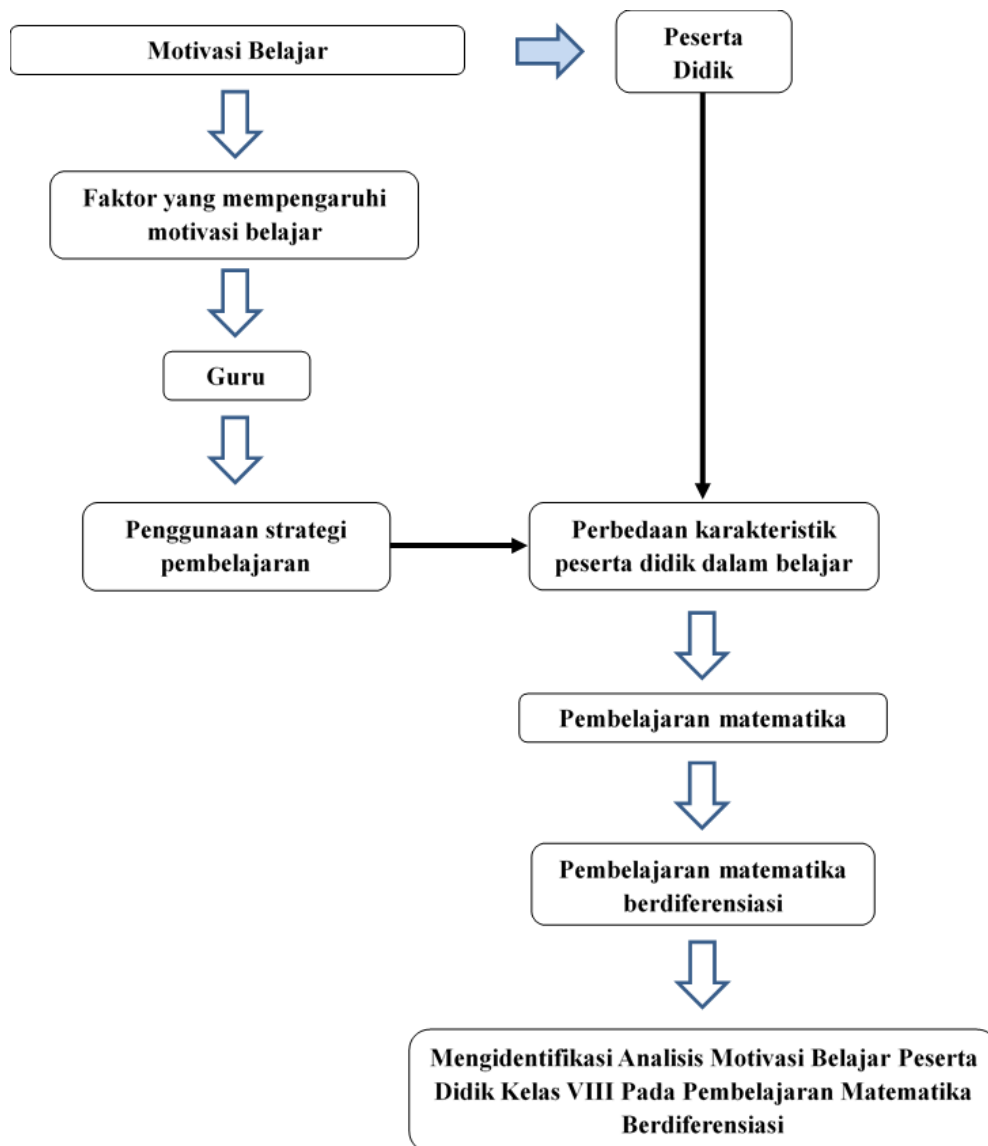 Motivasi Belajar
Peserta
Didik
Faktor yang mempengaruhi
motivasi belajar
Guru
Penggunaan strategi
pembelajaran
Perbedaan karakteristik
peserta didik dalam belajar
Pembelajaran matematika
Pembelajaran matematika
berdiferensiasi
Mengidentifikasi Analisis Motivasi Belajar Peserta
Didik Kelas VIII Pada Pembelajaran Matematika
Berdiferensiasi